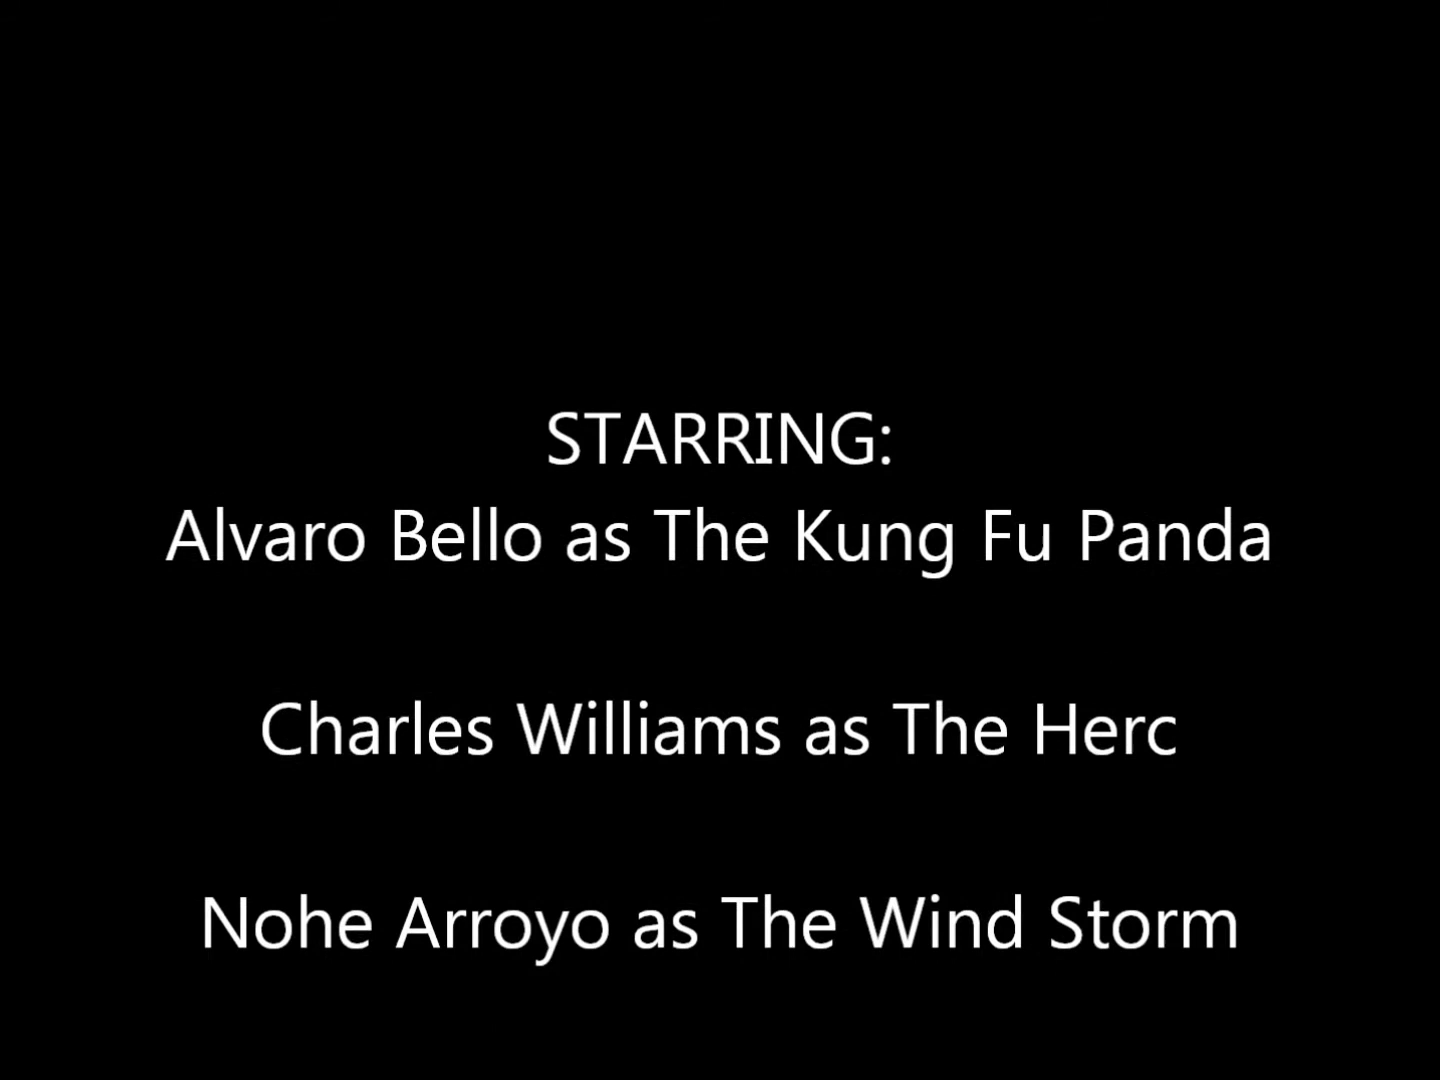 STARRING:
Alvaro Bello as The Kung Fu Panda
Charles Williams as The Herc
Nohe Arroyo as The Wind Storm